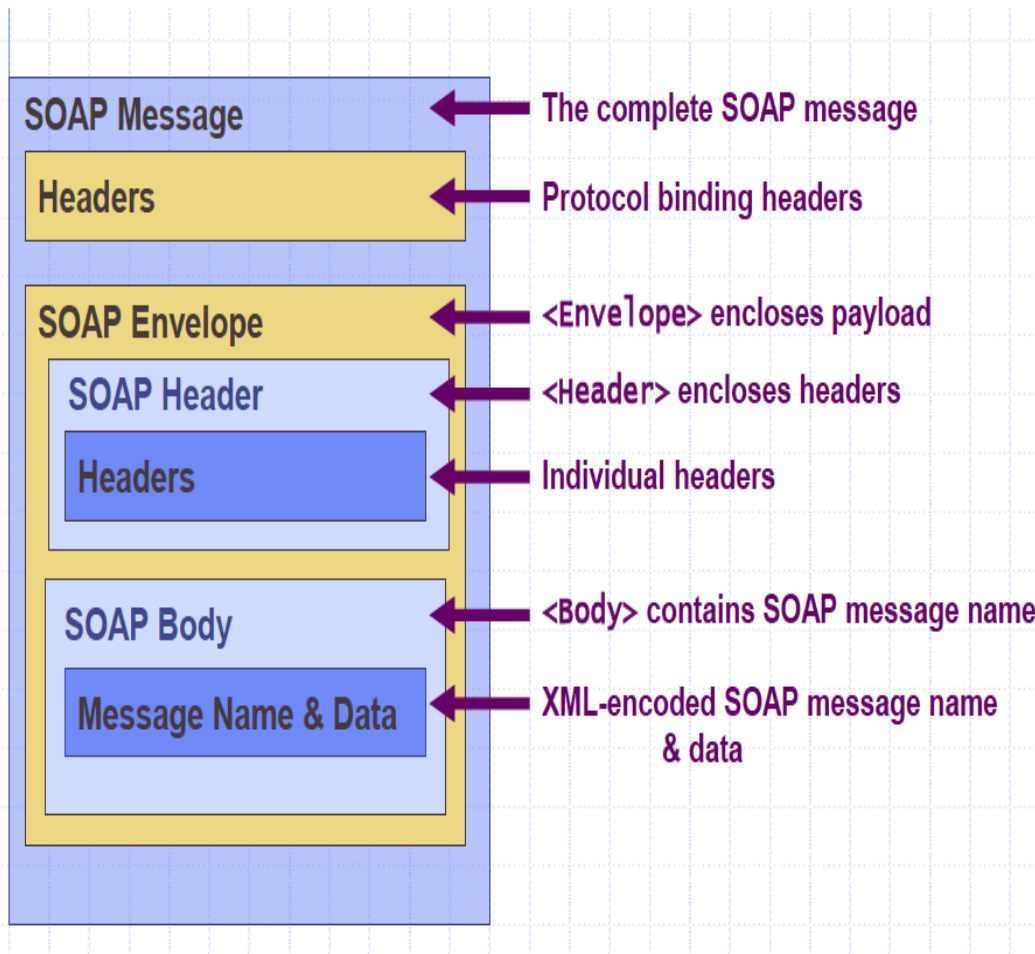 SOAP Message
The complete SOAP message
Headers
Protocol binding headers
SOAP Envelope
<Envelope> encloses payload
SOAP Header
<Header> encloses headers
Headers
Individual headers
SOAP Body
<Body> contains SOAP message name
Message Name & Data
XML-encoded SOAP message name
& data